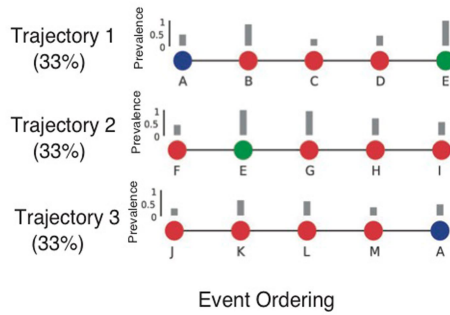 Trajectory 1
(33%)
Prevalence
1
0.5
0
A B C D E
Trajectory 2
(33%)
Prevalence
1
0.5
0
F E G H I
Trajectory 3
(33%)
Prevalence
1
0.5
0
J K L M A
Event Ordering